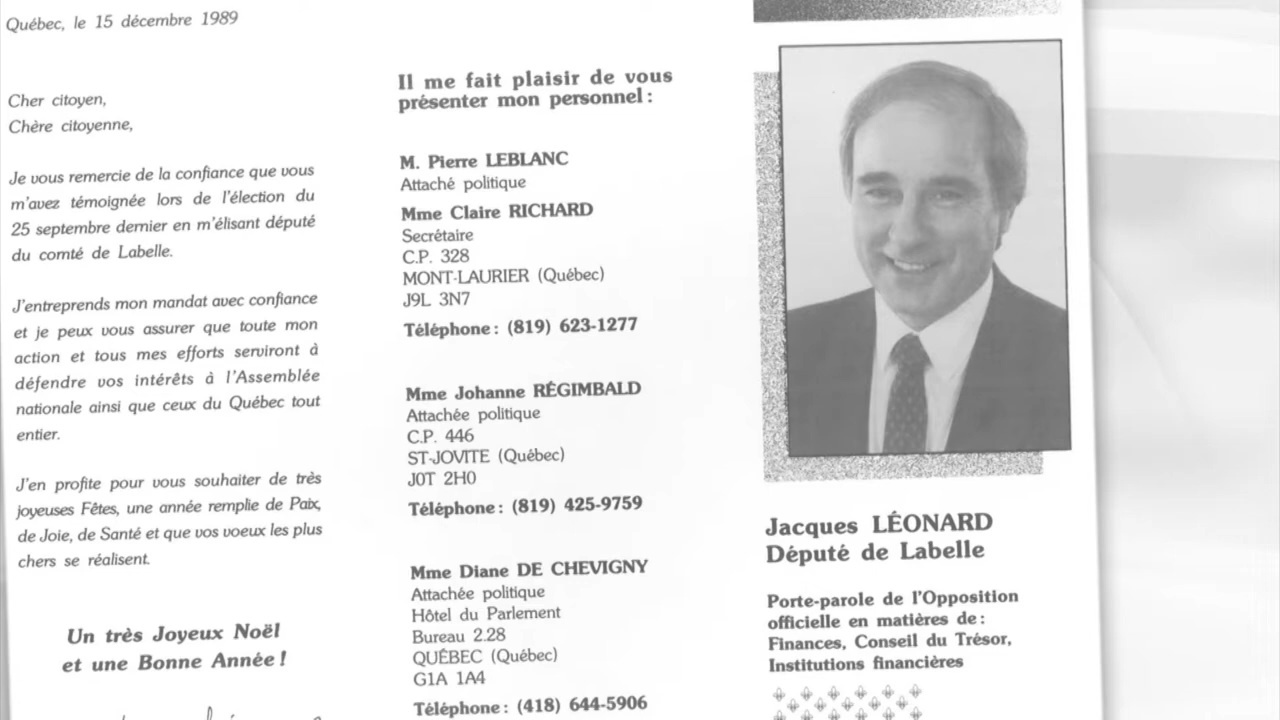 Québec, le 15 décembre 1989
Cher citoyen,
Chère citoyenne,
Je vous remercie de la confiance que vous
m'avez témoignée lors de l'élection du
25 septembre dernier en m'élisant député
du comté de Labelle.
J'entreprends mon mandat avec confiance
et je peux vous assurer que toute mon
action et tous mes efforts serviront à
défendre vos intérêts à l'Assemblée
nationale ainsi que ceux du Québec tout
entier.
J'en profite pour vous souhaiter de très
joyeuses Fêtes, une année remplie de Paix,
de Joie, de Santé et que vos voeux les plus
chers se réalisent.
Un très Joyeux Noël
et une Bonne Année !
Il me fait plaisir de vous
présenter mon personnel :
M. Pierre LEBLANC
Attaché politique
Mme Claire RICHARD
Secrétaire
C.P. 328
MONT-LAURIER (Québec)
J9L 3N7
Téléphone : (819) 623-1277
Mme Johanne RÉGIMBALD
Attachée politique
C.P. 446
ST-JOVITE (Québec)
J0T 2H0
Téléphone : (819) 425-9759
Mme Diane DE CHEVIGNY
Attachée politique
Hôtel du Parlement
Bureau 2.28
QUÉBEC (Québec)
G1A 1A4
Téléphone : (418) 644-5906
Jacques LÉONARD
Député de Labelle
Porte-parole de l'Opposition
officielle en matières de :
Finances, Conseil du Trésor,
Institutions financières